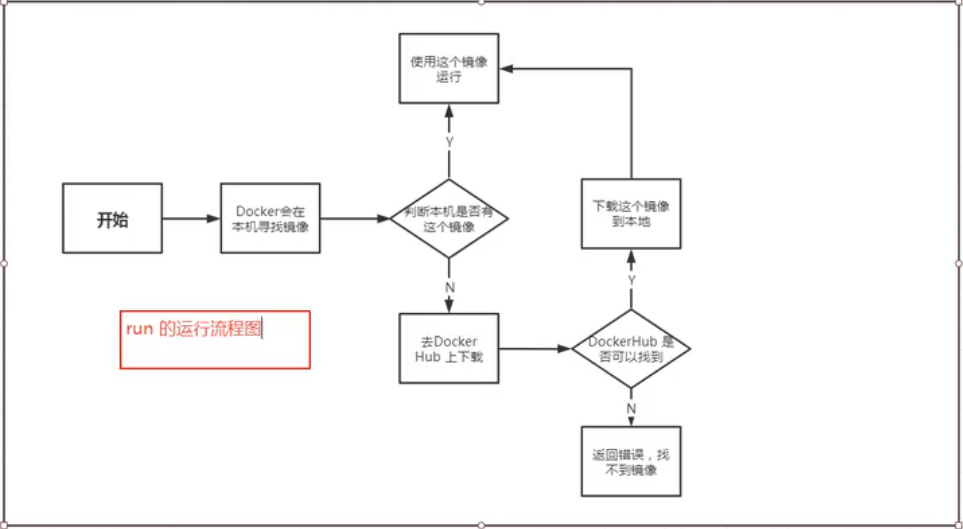 使用这个镜像
运行
Y
开始
Docker会在
本机寻找镜像
判断本机是否有
这个镜像
下载这个镜像
到本地
N
Y
run 的运行流程图
去Docker
Hub 上下载
DockerHub 是
否可以找到
N
返回错误，找
不到镜像